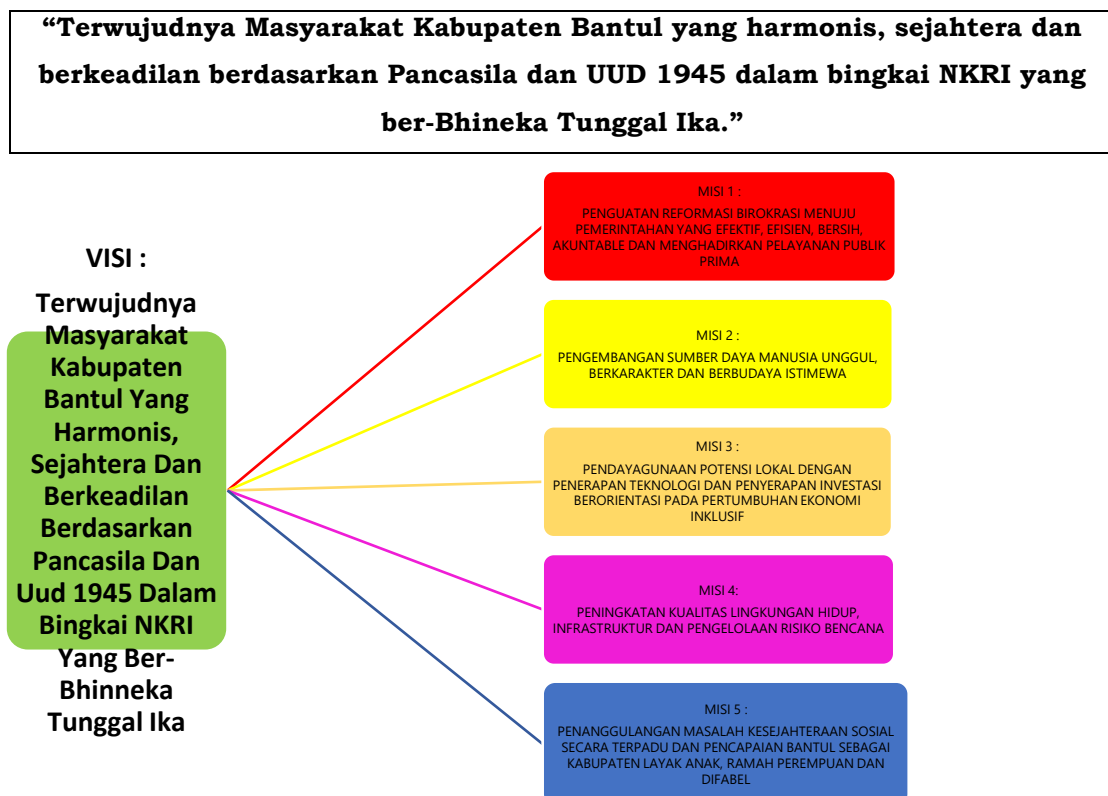 “Terwujudnya Masyarakat Kabupaten Bantul yang harmonis, sejahtera dan
berkeadilan berdasarkan Pancasila dan UUD 1945 dalam bingkai NKRI yang
ber-Bhineka Tunggal Ika.”
VISI :
Terwujudnya
Masyarakat
Kabupaten
Bantul Yang
Harmonis,
Sejahtera Dan
Berkeadilan
Berdasarkan
Pancasila Dan
Uud 1945 Dalam
Bingkai NKRI
Yang Ber-
Bhinneka
Tunggal Ika
MISI 1 :
PENGUATAN REFORMASI BIROKRASI MENUJU
PEMERINTAHAN YANG EFEKTIF, EFISIEN, BERSIH,
AKUNTABLE DAN MENGHADIRKAN PELAYANAN PUBLIK
PRIMA
MISI 2 :
PENGEMBANGAN SUMBER DAYA MANUSIA UNGGUL,
BERKARAKTER DAN BERBUDAYA ISTIMEWA
MISI 3 :
PENDAYAGUNAAN POTENSI LOKAL DENGAN
PENERAPAN TEKNOLOGI DAN PENYERAPAN INVESTASI
BERORIENTASI PADA PERTUMBUHAN EKONOMI
INKLUSIF
MISI 4:
PENINGKATAN KUALITAS LINGKUNGAN HIDUP,
INFRASTRUKTUR DAN PENGELOLAAN RISIKO BENCANA
MISI 5 :
PENANGGULANGAN MASALAH KESEJAHTERAAN SOSIAL
SECARA TERPADU DAN PENCAPAIAN BANTUL SEBAGAI
KABUPATEN LAYAK ANAK, RAMAH PEREMPUAN DAN
DIFABEL